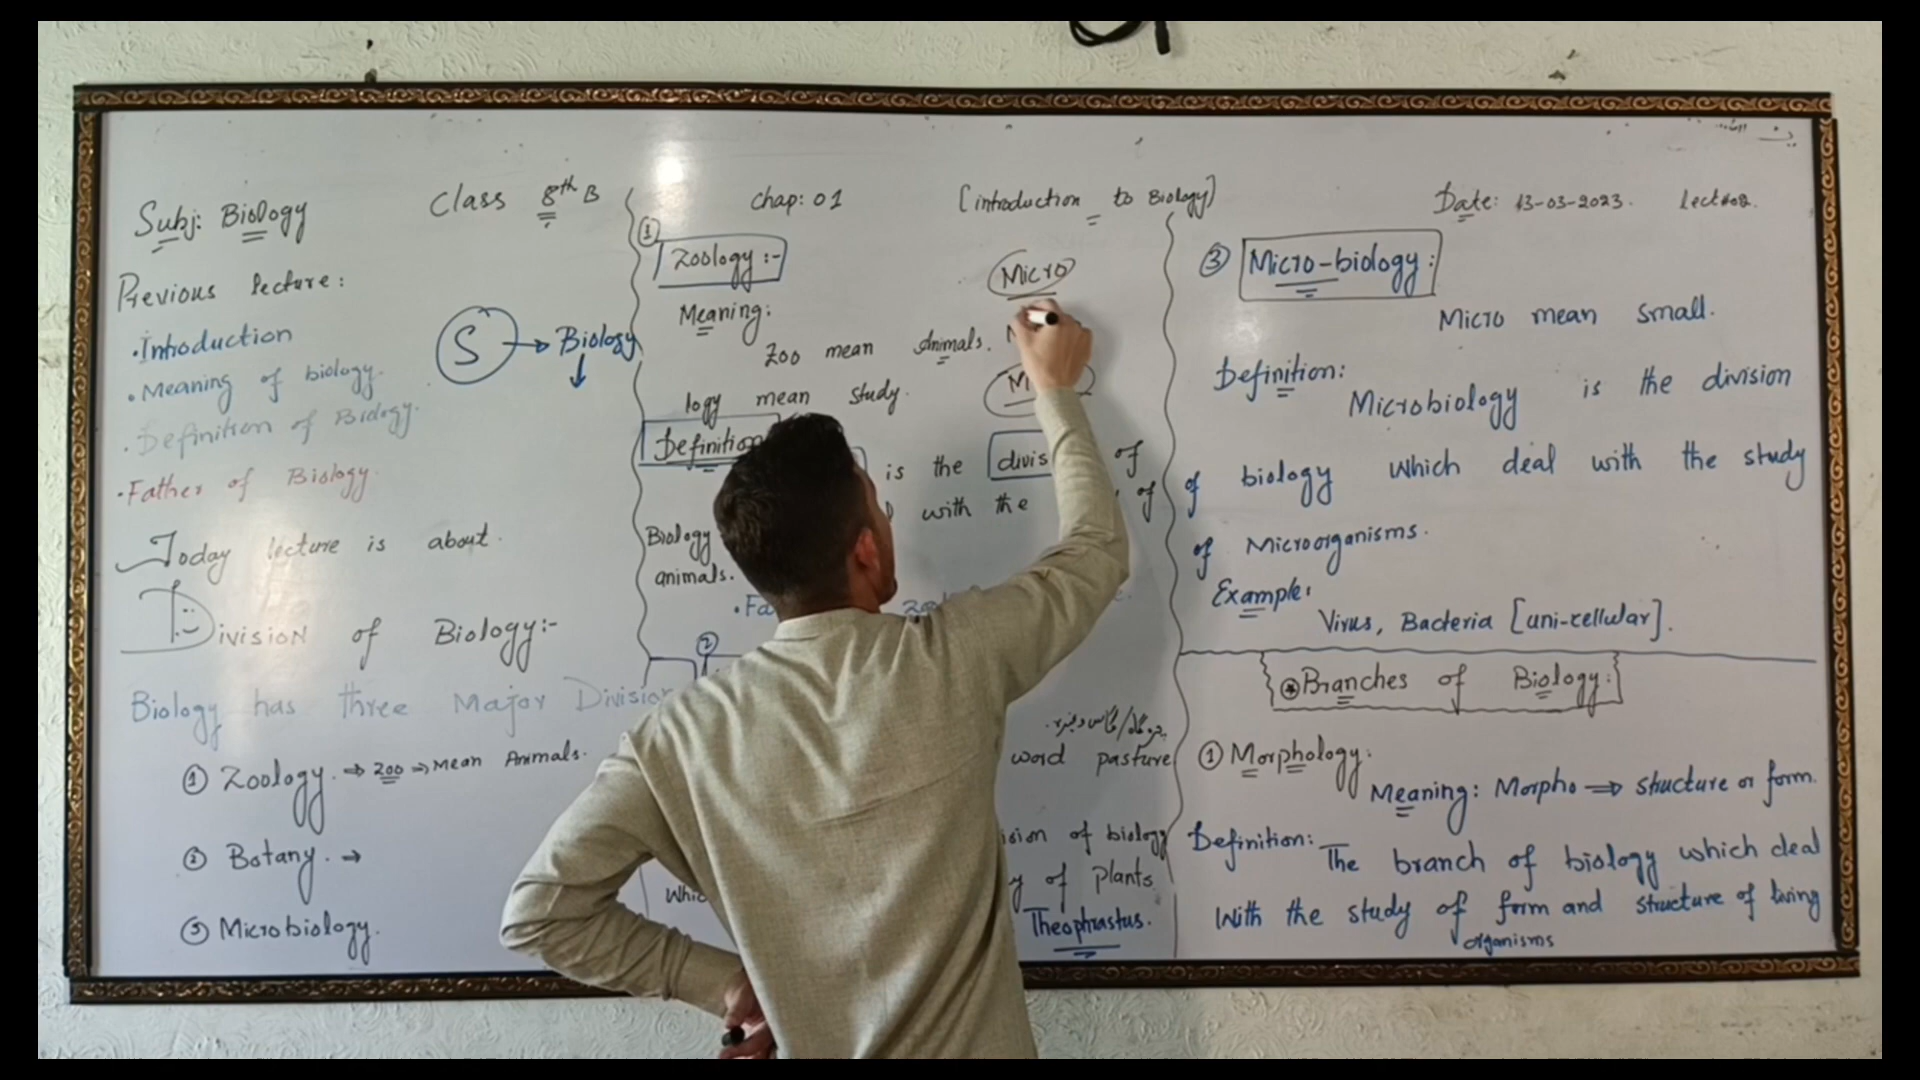 Subj: Biology Class 8th B Chap: 01 [introduction to Biology] Date: 13-03-2023. Lect#02.
Previous lecture:
• Introduction
• Meaning of biology.
• Definition of Biology.
• Father of Biology.
S → Biology
Today lecture is about.
Division of Biology:-
Biology has three Major Division
① Zoology. ⇒ Zoo ⇒ Mean Animals.
② Botany. →
③ Microbiology.
① Zoology:-
Meaning:
Zoo mean Animals.
logy mean study.
Micro
Definition
is the of
Biology with the of
animals.
②
word pasture
of biology
of plants
Theophrastus.
③ Micro-biology:
Micro mean small.
Definition:
Microbiology is the division
of biology which deal with the study
of Microorganisms.
Example:
Virus, Bacteria [uni-cellular].
Branches of Biology:
① Morphology:
Meaning: Morpho ⇒ structure or form.
Definition: The branch of biology which deal
With the study of form and structure of living
organisms